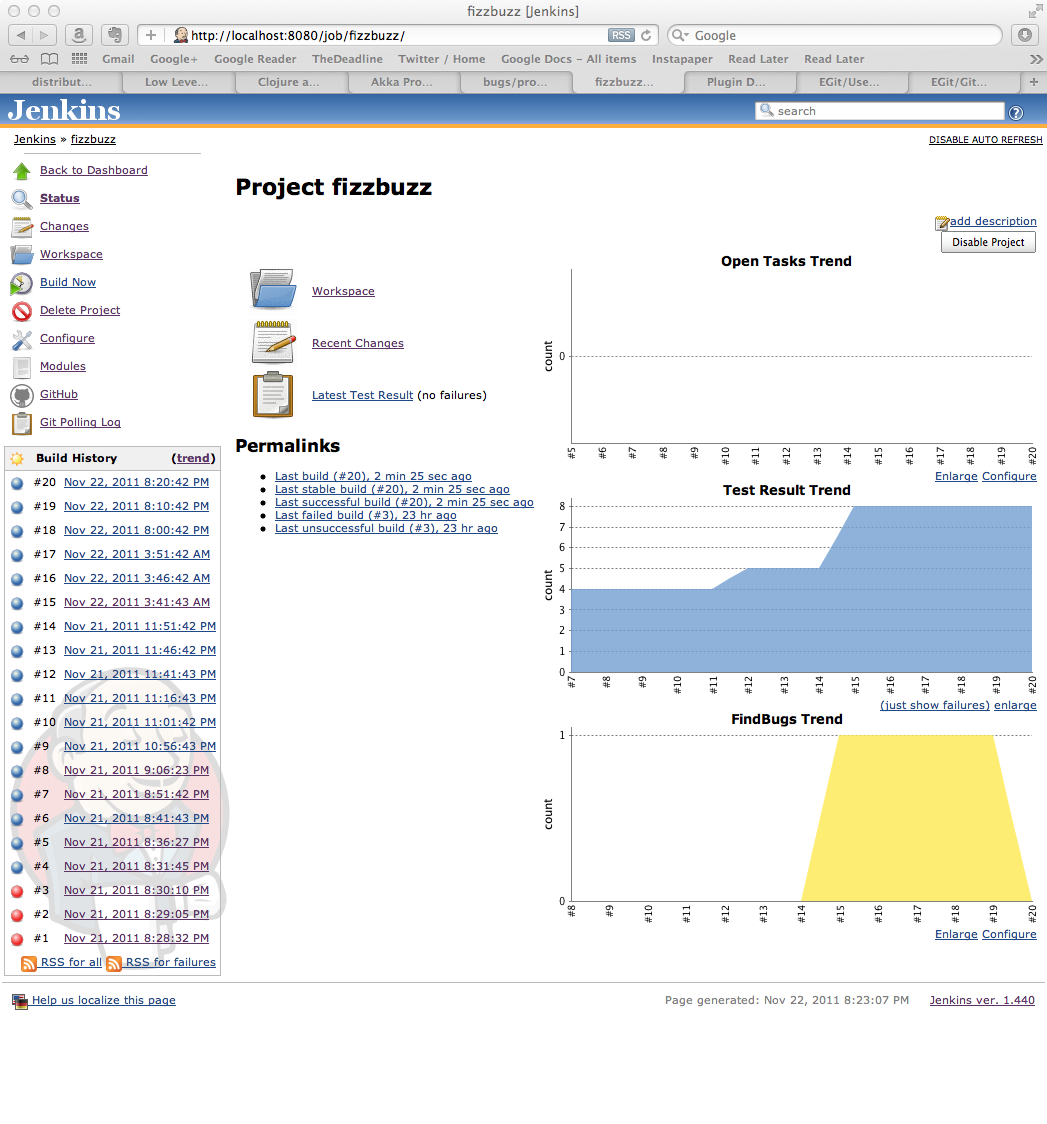 fizzbuzz [Jenkins]
http://localhost:8080/job/fizzbuzz/ RSS Google
Gmail Google+ Google Reader TheDeadline Twitter / Home Google Docs – All items Instapaper Read Later Read Later
distribut... Low Leve... Clojure a... Akka Pro... bugs/pro... fizzbuzz... Plugin D... EGit/Use... EGit/Git...
Jenkins
search
Jenkins » fizzbuzz
DISABLE AUTO REFRESH
Back to Dashboard
Status
Changes
Workspace
Build Now
Delete Project
Configure
Modules
GitHub
Git Polling Log
Build History (trend)
#20 Nov 22, 2011 8:20:42 PM
#19 Nov 22, 2011 8:10:42 PM
#18 Nov 22, 2011 8:00:42 PM
#17 Nov 22, 2011 3:51:42 AM
#16 Nov 22, 2011 3:46:42 AM
#15 Nov 22, 2011 3:41:43 AM
#14 Nov 21, 2011 11:51:42 PM
#13 Nov 21, 2011 11:46:42 PM
#12 Nov 21, 2011 11:41:43 PM
#11 Nov 21, 2011 11:16:43 PM
#10 Nov 21, 2011 11:01:42 PM
#9 Nov 21, 2011 10:56:43 PM
#8 Nov 21, 2011 9:06:23 PM
#7 Nov 21, 2011 8:51:42 PM
#6 Nov 21, 2011 8:41:43 PM
#5 Nov 21, 2011 8:36:27 PM
#4 Nov 21, 2011 8:31:45 PM
#3 Nov 21, 2011 8:30:10 PM
#2 Nov 21, 2011 8:29:05 PM
#1 Nov 21, 2011 8:28:32 PM
RSS for all RSS for failures
Project fizzbuzz
add description
Disable Project
Workspace
Recent Changes
Latest Test Result (no failures)
Permalinks
Last build (#20), 2 min 25 sec ago
Last stable build (#20), 2 min 25 sec ago
Last successful build (#20), 2 min 25 sec ago
Last failed build (#3), 23 hr ago
Last unsuccessful build (#3), 23 hr ago
Open Tasks Trend
count
0
#5 #6 #7 #8 #9 #10 #11 #12 #13 #14 #15 #16 #17 #18 #19 #20
Enlarge Configure
Test Result Trend
count
8
7
6
5
4
3
2
1
0
#7 #8 #9 #10 #11 #12 #13 #14 #15 #16 #17 #18 #19 #20
(just show failures) enlarge
FindBugs Trend
count
1
0
#8 #9 #10 #11 #12 #13 #14 #15 #16 #17 #18 #19 #20
Enlarge Configure
Help us localize this page
Page generated: Nov 22, 2011 8:23:07 PM Jenkins ver. 1.440